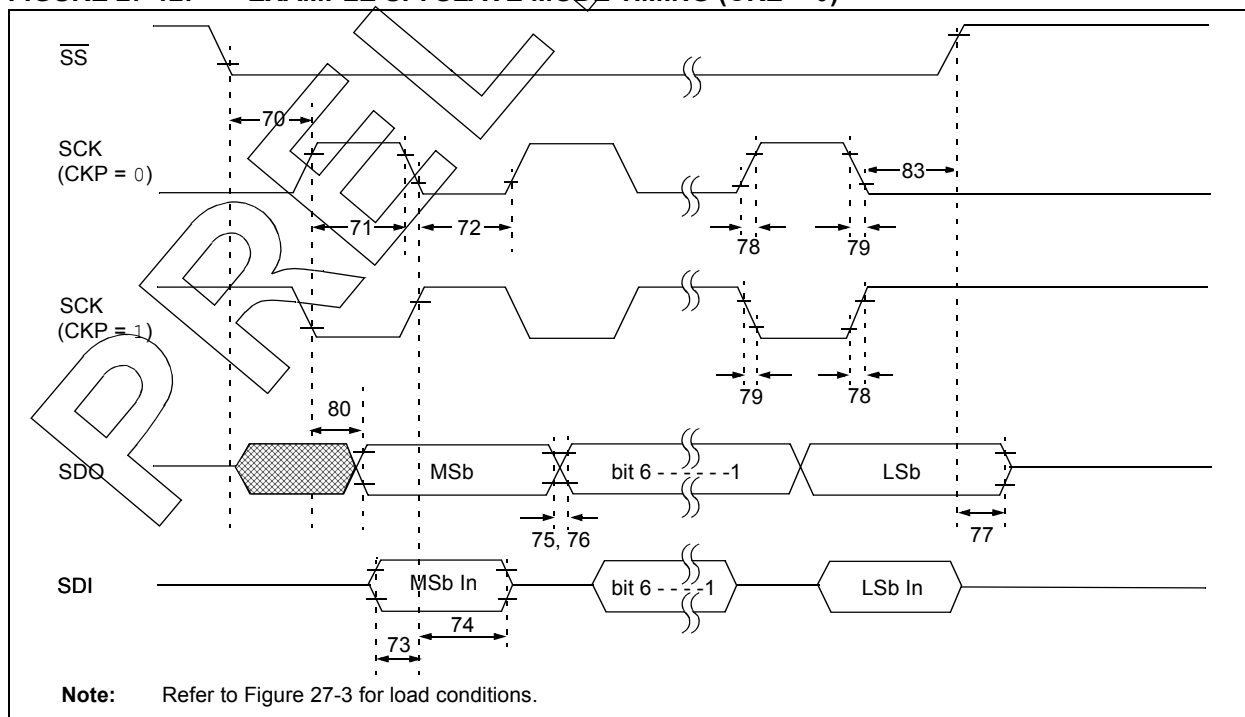 SS
70
SCK
(CKP = 0)
83
71
72
78
79
SCK
(CKP = 1)
79
78
80
SDO
MSb
bit 6 - - - - - - -1
LSb
75, 76
77
SDI
MSb In
bit 6 - - - - -1
LSb In
74
73
Note: Refer to Figure 27-3 for load conditions.
PREL